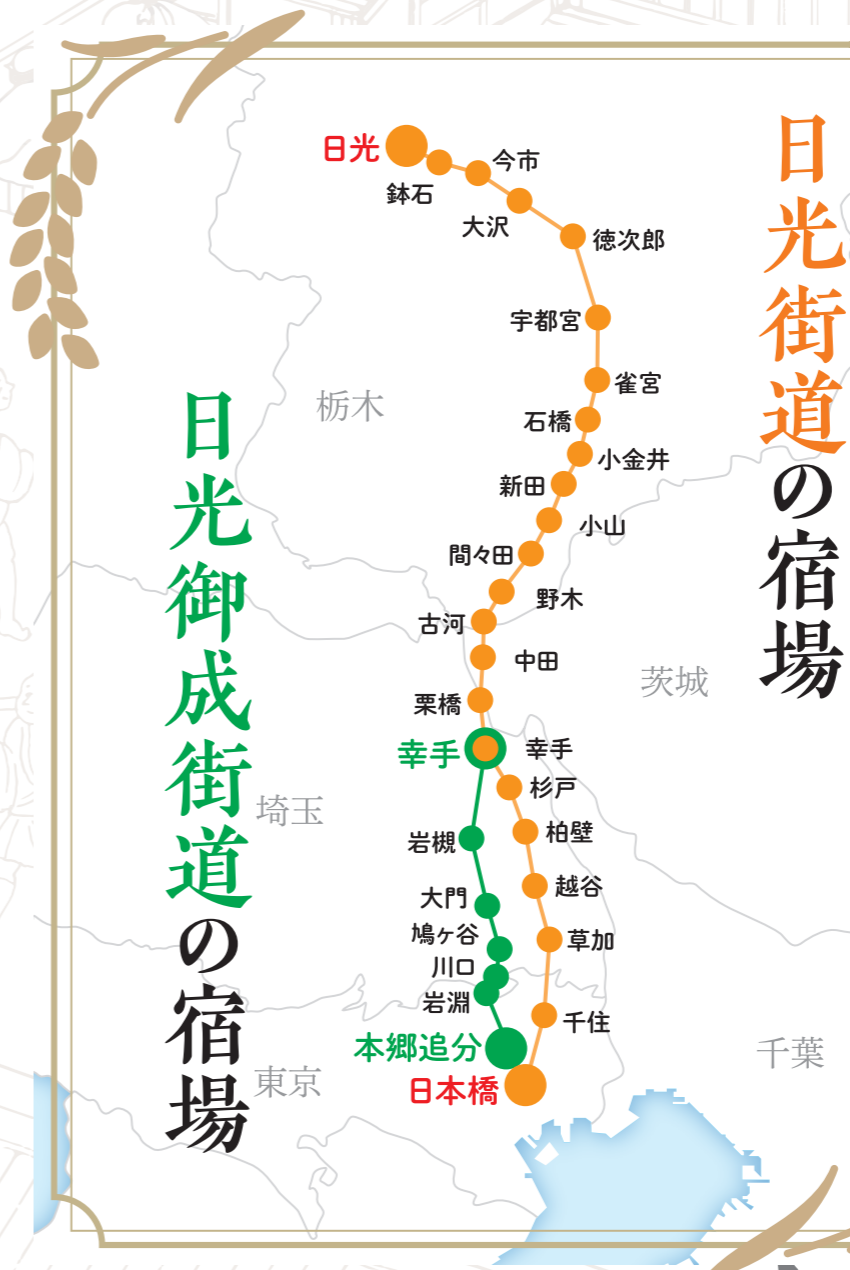 日光街道の宿場
日光御成街道の宿場
日光
鉢石
今市
大沢
徳次郎
宇都宮
雀宮
石橋
小金井
新田
小山
間々田
野木
古河
中田
栗橋
幸手
幸手
杉戸
柏壁
越谷
草加
千住
岩槻
大門
鳩ヶ谷
川口
岩淵
本郷追分
日本橋
栃木
茨城
埼玉
東京
千葉